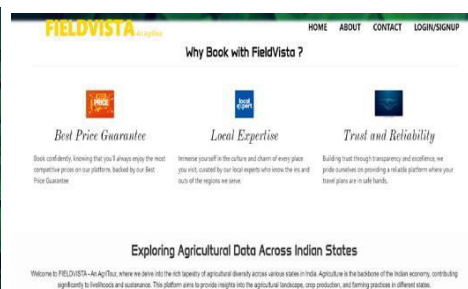 FIELDVISTA
HOME ABOUT CONTACT LOGIN/SIGNUP
Why Book with FieldVista ?
PRICE
local
expert
Best Price Guarantee
Local Expertise
Trust and Reliability
Book confidently, knowing that you'll always enjoy the most
competitive prices on our platform, backed by our Best
Price Guarantee
Immerse yourself in the culture and charm of every place
you visit, curated by our local experts who know the ins and
outs of the regions we serve.
Building trust through transparency and excellence, we
pride ourselves on providing a reliable platform where your
travel plans are in safe hands.
Exploring Agricultural Data Across Indian States
Welcome to FIELDVISTA - An AgriTour, where we delve into the rich tapestry of agricultural diversity across various states in India. Agriculture is the backbone of the Indian economy, contributing
significantly to livelihoods and sustenance. This platform aims to provide insights into the agricultural landscape, crop production, and farming practices in different states.